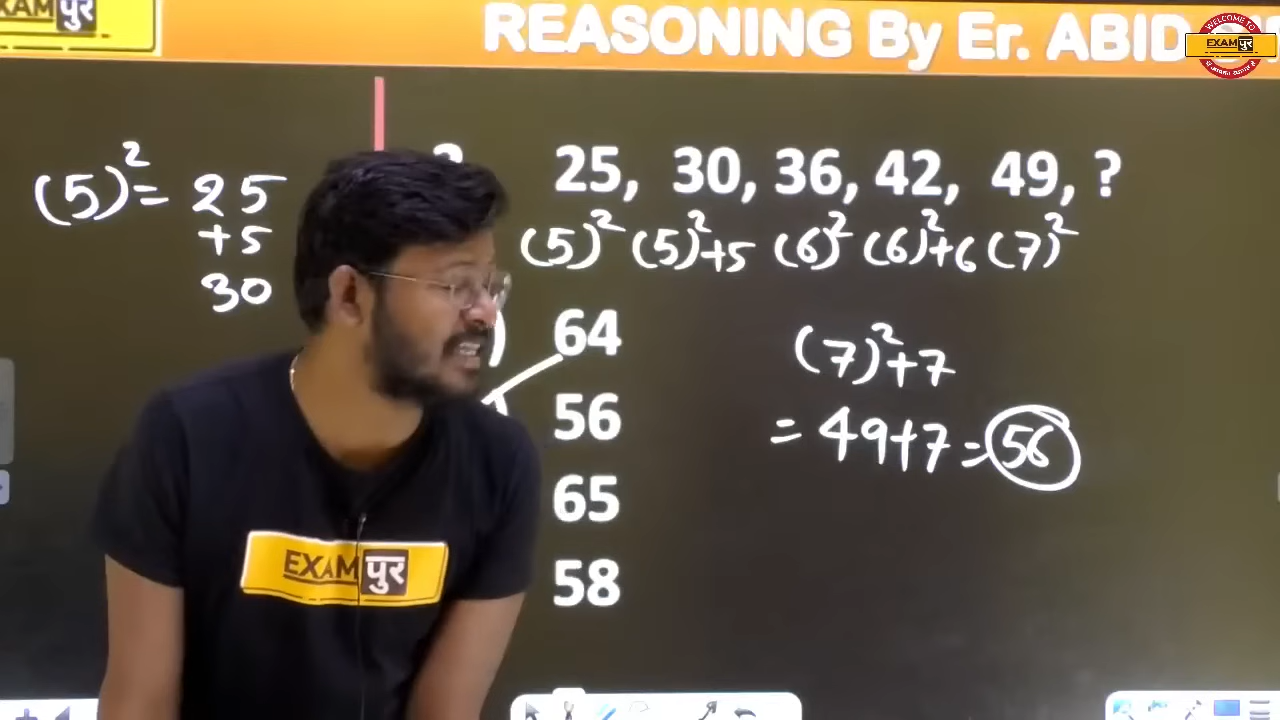 EXAMपुर
REASONING By Er. ABID
WELCOME TO
EXAMपुर
25, 30, 36, 42, 49, ?
(5)² (5)²+5 (6)² (6)²+6 (7)²
(5)² = 25
+5
30
64
56
65
58
(7)²+7
= 49+7 = 56
EXAMपुर